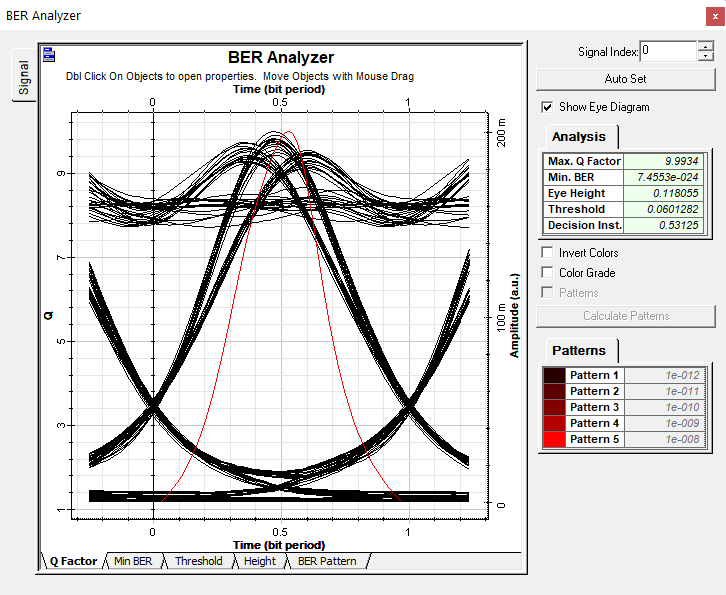 BER Analyzer
x
Signal
BER Analyzer
Dbl Click On Objects to open properties. Move Objects with Mouse Drag
Time (bit period)
0 0.5 1
Q
9
7
5
3
1
200 m
100 m
0
Amplitude (a.u.)
0 0.5 1
Time (bit period)
Q Factor Min BER Threshold Height BER Pattern
Signal Index: 0
Auto Set
Show Eye Diagram
Analysis
Max. Q Factor 9.9934
Min. BER 7.4553e-024
Eye Height 0.118055
Threshold 0.0601282
Decision Inst. 0.53125
Invert Colors
Color Grade
Patterns
Calculate Patterns
Patterns
Pattern 1 1e-012
Pattern 2 1e-011
Pattern 3 1e-010
Pattern 4 1e-009
Pattern 5 1e-008